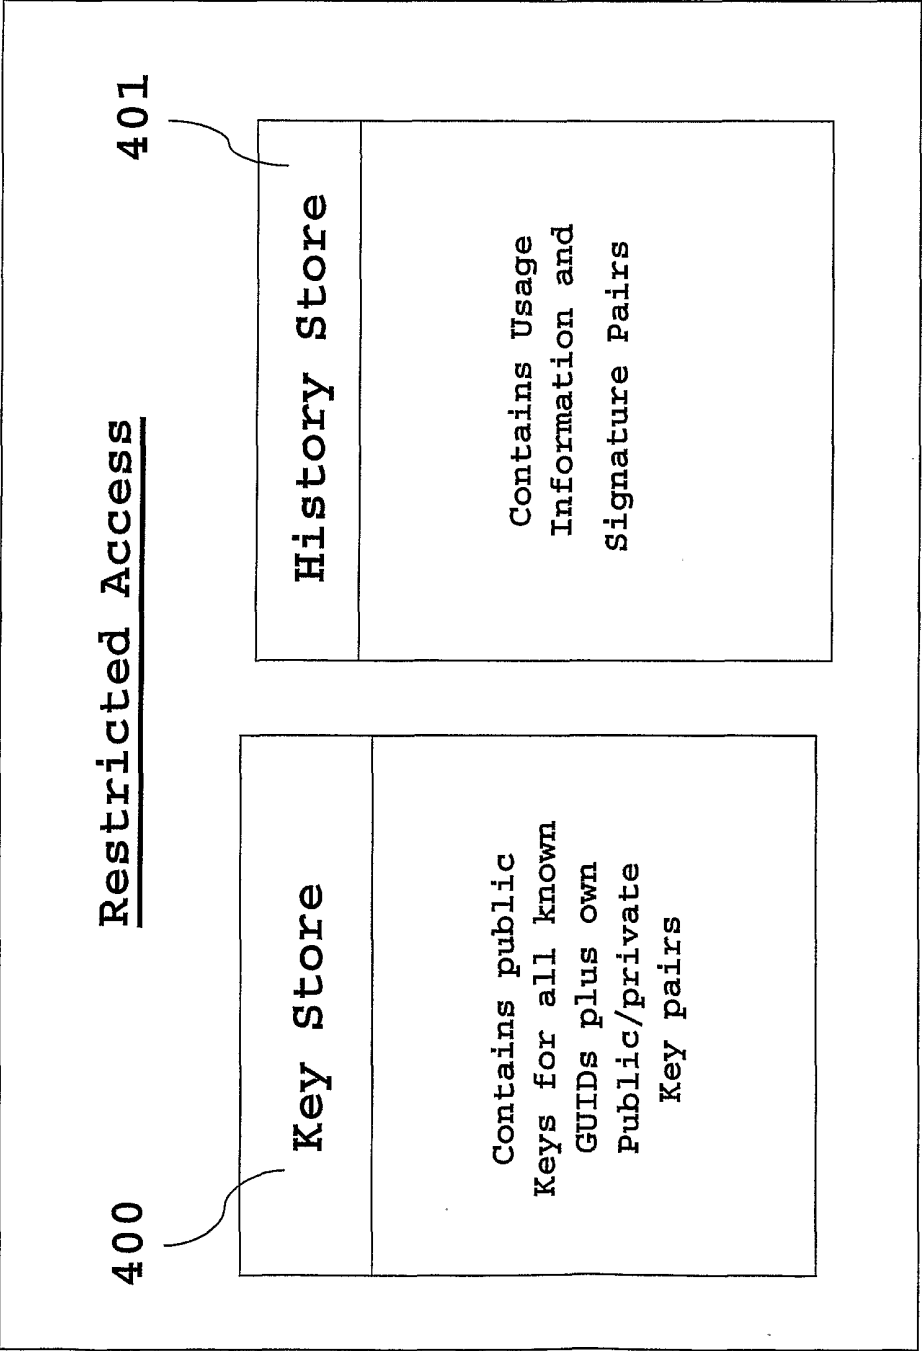 Restricted Access
400
Key Store
Contains public
Keys for all known
GUIDs plus own
Public/private
Key pairs
401
History Store
Contains Usage
Information and
Signature Pairs